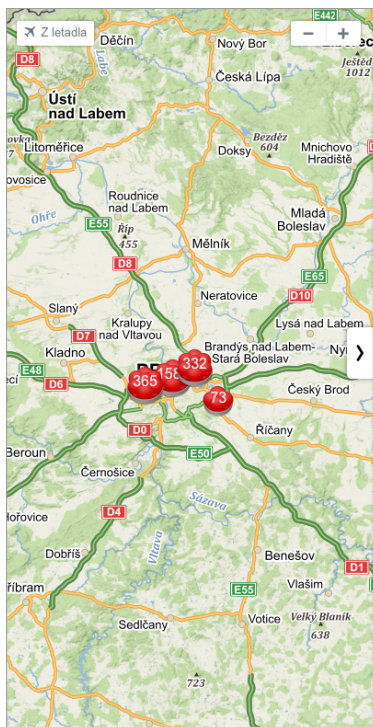 Z letadla
E442
Děčín
Nový Bor
Ještěd
1012
D8
Labe
Česká Lípa
Ústí
nad Labem
Bezděz
604
Litoměřice
Doksy
Mnichovo
Hradiště
Roudnice
nad Labem
Ohře
E55
Říp
455
Mladá
Boleslav
Mělník
D8
E65
D10
Neratovice
Slaný
Kralupy
nad Vltavou
Lysá nad Labem
D7
Kladno
Brandýs nad Labem-
Stará Boleslav
E48
D6
365
158
332
73
Český Brod
D0
Říčany
Beroun
E50
Černošice
Sázava
D4
Vltava
Dobříš
Benešov
D1
Vlašim
E55
Sedlčany
Votice
Velký Blaník
638
723